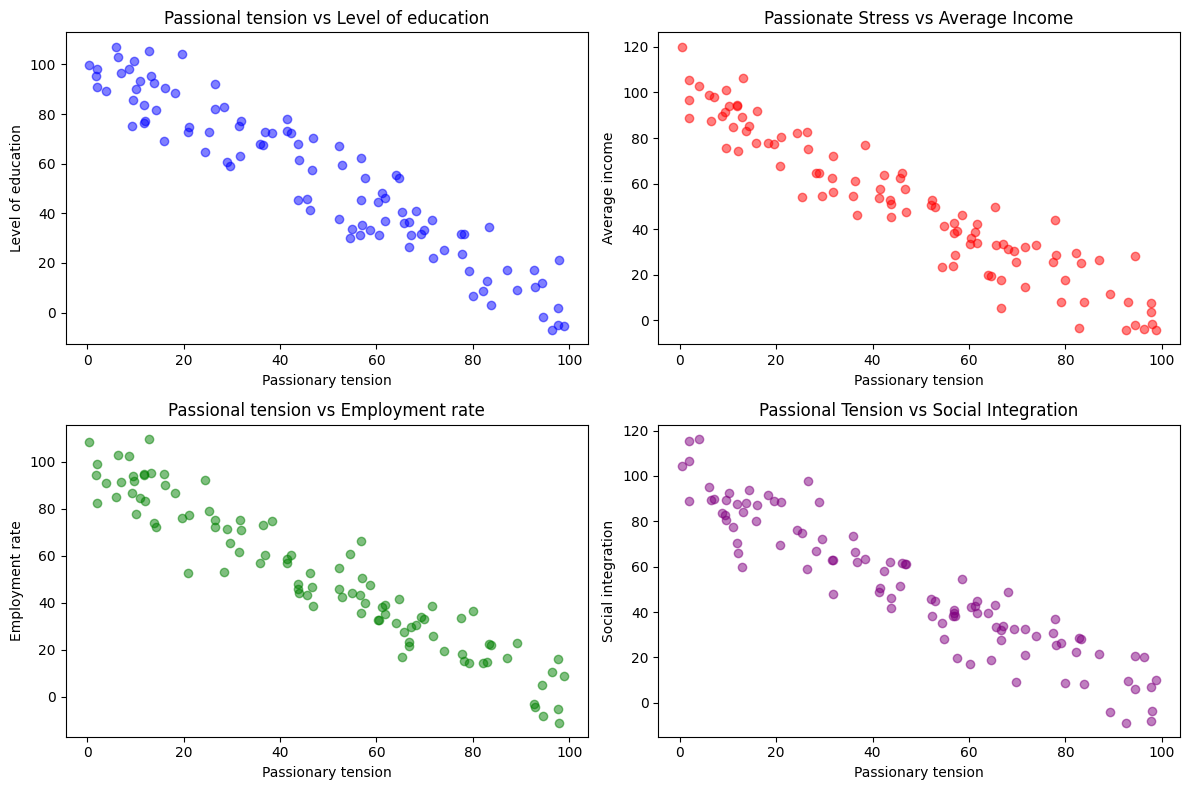 Passional tension vs Level of education
Level of education
100
80
60
40
20
0
0 20 40 60 80 100
Passionary tension
Passionate Stress vs Average Income
Average income
120
100
80
60
40
20
0
0 20 40 60 80 100
Passionary tension
Passional tension vs Employment rate
Employment rate
100
80
60
40
20
0
0 20 40 60 80 100
Passionary tension
Passional Tension vs Social Integration
Social integration
120
100
80
60
40
20
0
0 20 40 60 80 100
Passionary tension